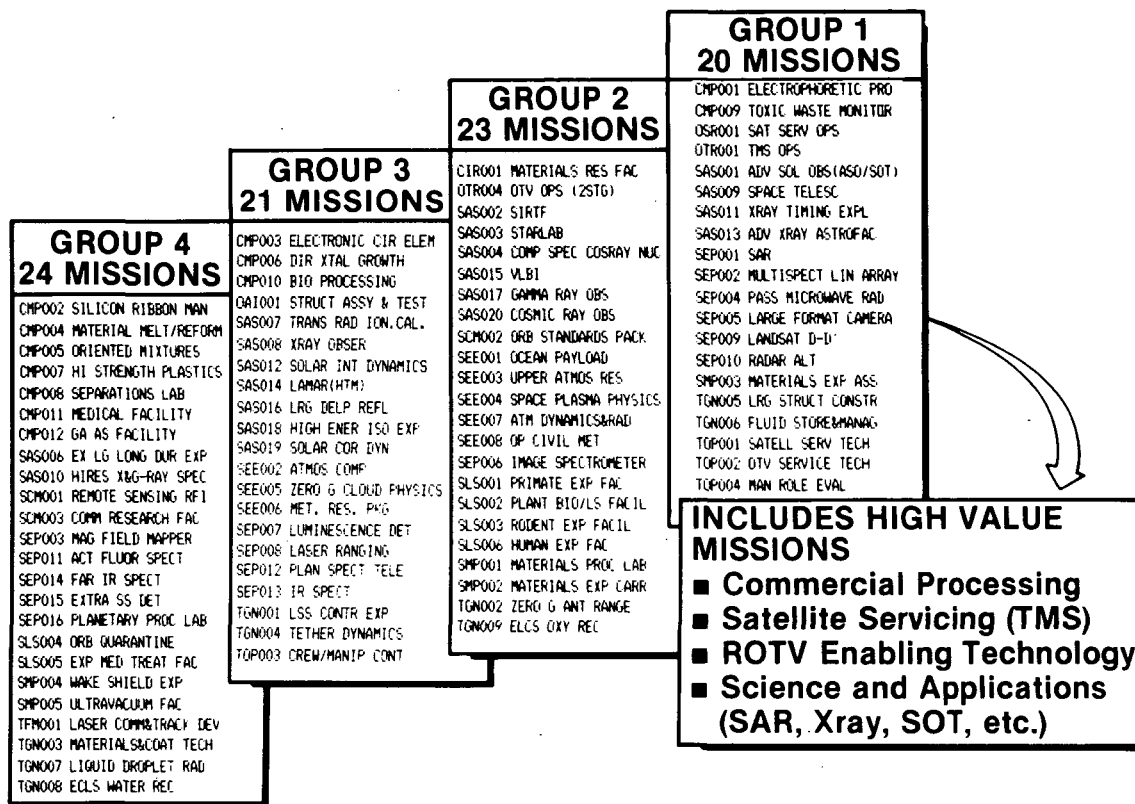 GROUP 1
20 MISSIONS
CMP001 ELECTROPHORETIC PRO
CMP009 TOXIC WASTE MONITOR
OSR001 SAT SERV OPS
OTR001 TMS OPS
SAS001 ADV SOL OBS(ASO/SOT)
SAS009 SPACE TELESC
SAS011 XRAY TIMING EXPL
SAS013 ADV XRAY ASTROFAC
SEP001 SAR
SEP002 MULTISPECT LIN ARRAY
SEP004 PASS MICROWAVE RAD
SEP005 LARGE FORMAT CAMERA
SEP009 LANDSAT D-D'
SEP010 RADAR ALT
SMP003 MATERIALS EXP ASS
TGN005 LRG STRUCT CONSTR
TGN006 FLUID STORE&MANAG
TOP001 SATELL SERV TECH
TOP002 OTV SERVICE TECH
TOP004 MAN ROLE EVAL
GROUP 2
23 MISSIONS
CIR001 MATERIALS RES FAC
OTR004 OTV OPS (2STG)
SAS002 SIRTF
SAS003 STARLAB
SAS004 COMP SPEC COSRAY NUC
SAS015 VLBI
SAS017 GAMMA RAY OBS
SAS020 COSMIC RAY OBS
SCM002 ORB STANDARDS PACK
SEE001 OCEAN PAYLOAD
SEE003 UPPER ATMOS RES
SEE004 SPACE PLASMA PHYSICS
SEE007 ATM DYNAMICS&RAD
SEE008 OP CIVIL MET
SEP006 IMAGE SPECTROMETER
SLS001 PRIMATE EXP FAC
SLS002 PLANT BIO/LS FACIL
SLS003 RODENT EXP FACIL
SLS006 HUMAN EXP FAC
SMP001 MATERIALS PROC LAB
SMP002 MATERIALS EXP CARR
TGN002 ZERO G ANT RANGE
TGN009 ELCS OXY REC
GROUP 3
21 MISSIONS
CMP003 ELECTRONIC CIR ELEM
CMP006 DIR XTAL GROWTH
CMP010 BIO PROCESSING
OAI001 STRUCT ASSY & TEST
SAS007 TRANS RAD ION.CAL.
SAS008 XRAY OBSER
SAS012 SOLAR INT DYNAMICS
SAS014 LAMAR(HTM)
SAS016 LRG DELP REFL
SAS018 HIGH ENER ISO EXP
SAS019 SOLAR COR DYN
SEE002 ATMOS COMP
SEE005 ZERO G CLOUD PHYSICS
SEE006 MET. RES. PKG
SEP007 LUMINESCENCE DET
SEP008 LASER RANGING
SEP012 PLAN SPECT TELE
SEP013 IR SPECT
TGN001 LSS CONTR EXP
TGN004 TETHER DYNAMICS
TOP003 CREW/MANIP CONT
GROUP 4
24 MISSIONS
CMP002 SILICON RIBBON MAN
CMP004 MATERIAL MELT/REFORM
CMP005 ORIENTED MIXTURES
CMP007 HI STRENGTH PLASTICS
CMP008 SEPARATIONS LAB
CMP011 MEDICAL FACILITY
CMP012 GA AS FACILITY
SAS006 EX LG LONG DUR EXP
SAS010 HIRES X&G-RAY SPEC
SCM001 REMOTE SENSING RFI
SCM003 COMM RESEARCH FAC
SEP003 MAG FIELD MAPPER
SEP011 ACT FLUOR SPECT
SEP014 FAR IR SPECT
SEP015 EXTRA SS DET
SEP016 PLANETARY PROC LAB
SLS004 ORB QUARANTINE
SLS005 EXP MED TREAT FAC
SMP004 WAKE SHIELD EXP
SMP005 ULTRAVACUUM FAC
TFM001 LASER COMM&TRACK DEV
TGN003 MATERIALS&COAT TECH
TGN007 LIQUID DROPLET RAD
TGN008 ECLS WATER REC
INCLUDES HIGH VALUE
MISSIONS
■ Commercial Processing
■ Satellite Servicing (TMS)
■ ROTV Enabling Technology
■ Science and Applications
(SAR, Xray, SOT, etc.)